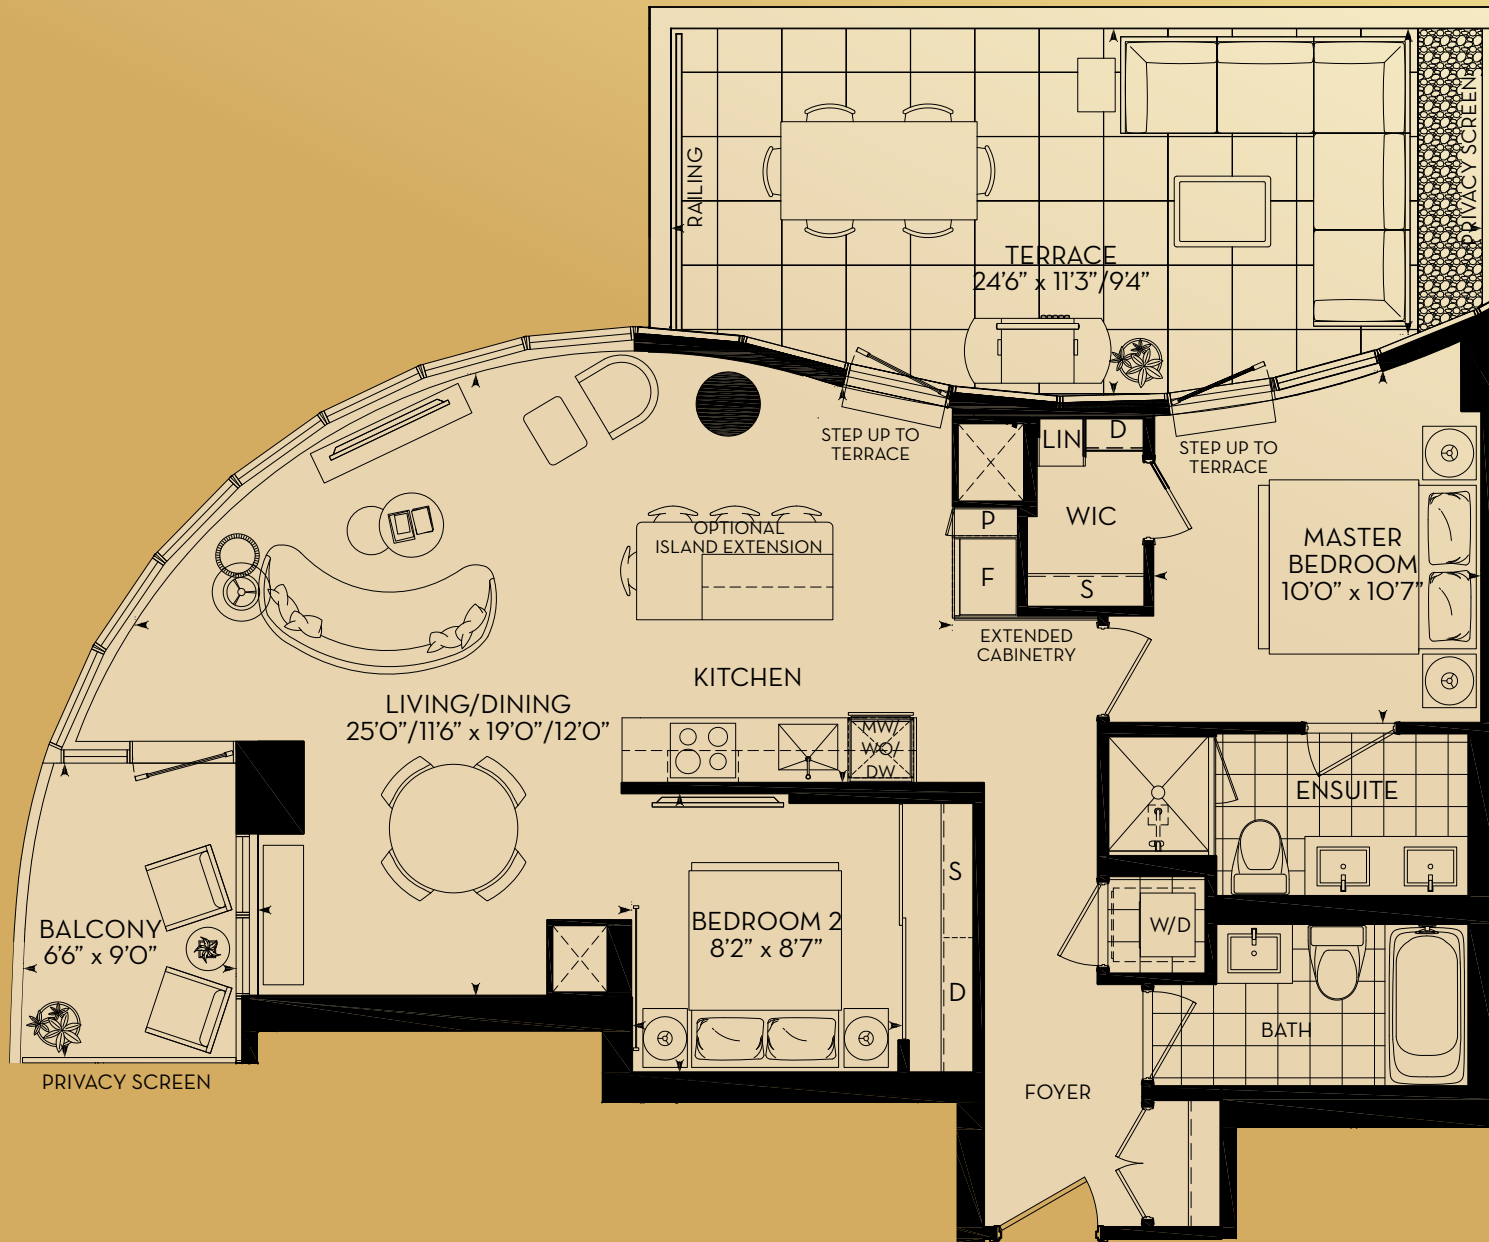 RAILING
PRIVACY SCREEN
TERRACE
24'6" x 11'3"/9'4"
STEP UP TO
TERRACE
LIN
D
STEP UP TO
TERRACE
P
WIC
OPTIONAL
ISLAND EXTENSION
F
S
MASTER
BEDROOM
10'0" x 10'7"
EXTENDED
CABINETRY
KITCHEN
LIVING/DINING
25'0"/11'6" x 19'0"/12'0"
MW/
WO/
DW
ENSUITE
S
BEDROOM 2
8'2" x 8'7"
W/D
BALCONY
6'6" x 9'0"
D
BATH
PRIVACY SCREEN
FOYER